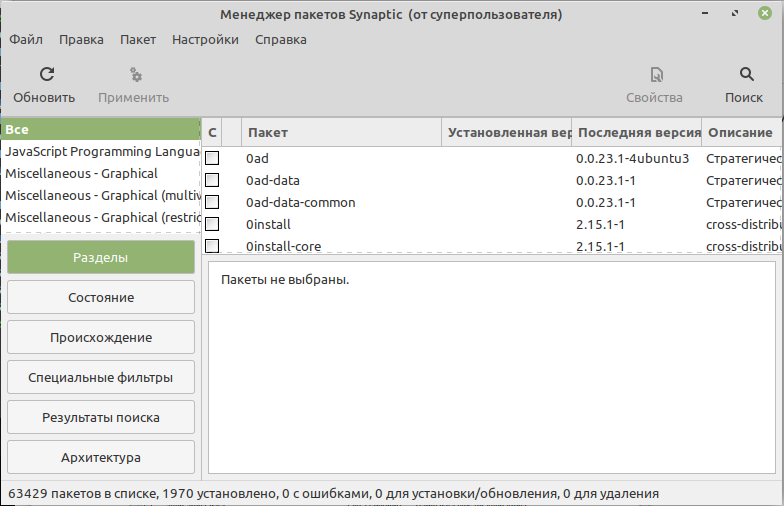 Менеджер пакетов Synaptic (от суперпользователя)
Файл Правка Пакет Настройки Справка
Обновить Применить Свойства Поиск
Все
JavaScript Programming Langua
Miscellaneous - Graphical
Miscellaneous - Graphical (multiv
Miscellaneous - Graphical (restric
Разделы
Состояние
Происхождение
Специальные фильтры
Результаты поиска
Архитектура
С Пакет Установленная вер Последняя версия Описание
0ad 0.0.23.1-4ubuntu3 Стратегичес
0ad-data 0.0.23.1-1 Стратегичес
0ad-data-common 0.0.23.1-1 Стратегичес
0install 2.15.1-1 cross-distribu
0install-core 2.15.1-1 cross-distribu
Пакеты не выбраны.
63429 пакетов в списке, 1970 установлено, 0 с ошибками, 0 для установки/обновления, 0 для удаления